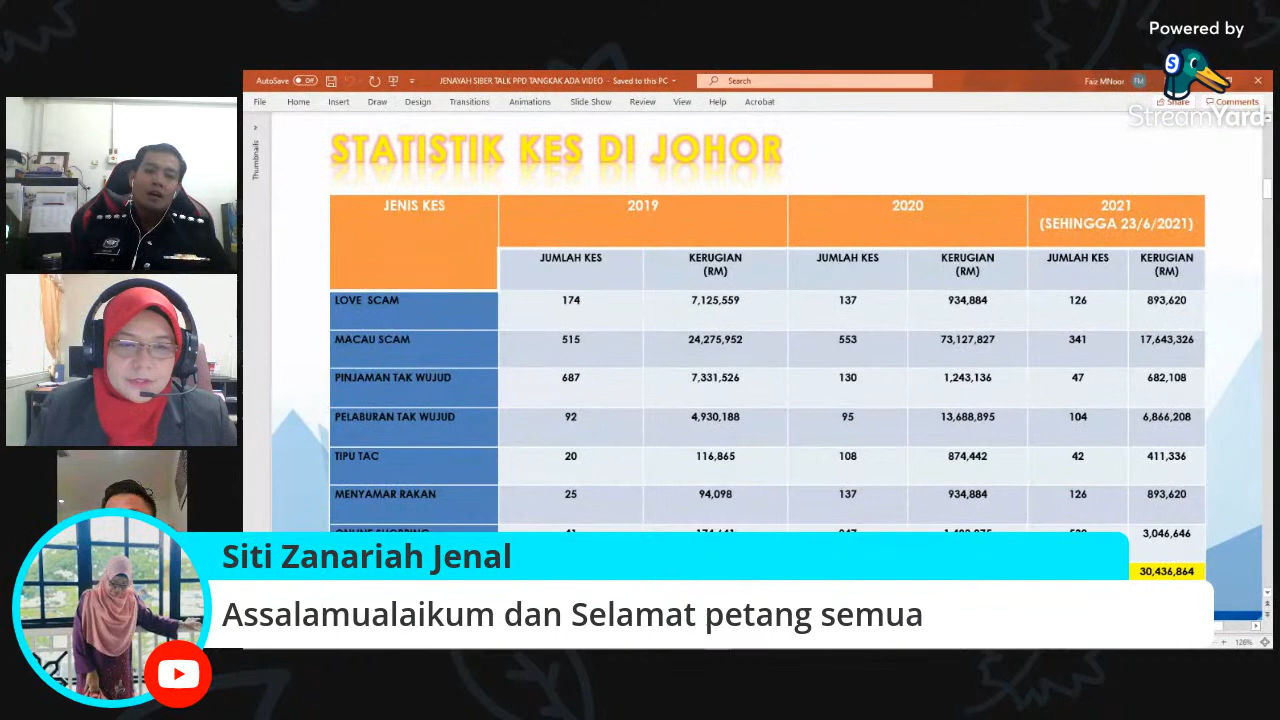 Powered by
StreamYard
AutoSave Off
JENAYAH SIBER TALK PPD TANGKAK ADA VIDEO - Saved to this PC
Search
Faiz MNoor FM
File Home Insert Draw Design Transitions Animations Slide Show Review View Help Acrobat
Share Comments
Thumbnails
STATISTIK KES DI JOHOR
JENIS KES 2019 2020 2021
(SEHINGGA 23/6/2021)
JUMLAH KES KERUGIAN (RM) JUMLAH KES KERUGIAN (RM) JUMLAH KES KERUGIAN (RM)
LOVE SCAM 174 7,125,559 137 934,884 126 893,620
MACAU SCAM 515 24,275,952 553 73,127,827 341 17,643,326
PINJAMAN TAK WUJUD 687 7,331,526 130 1,243,136 47 682,108
PELABURAN TAK WUJUD 92 4,930,188 95 13,688,895 104 6,866,208
TIPU TAC 20 116,865 108 874,442 42 411,336
MENYAMAR RAKAN 25 94,098 137 934,884 126 893,620
3,046,646
30,436,864
Siti Zanariah Jenal
Assalamualaikum dan Selamat petang semua
126%